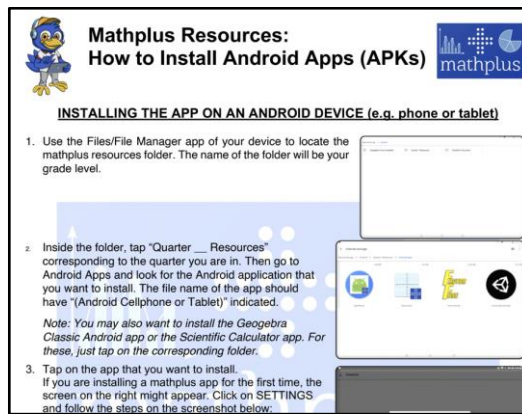 Mathplus Resources:
How to Install Android Apps (APKs)
mathplus
INSTALLING THE APP ON AN ANDROID DEVICE (e.g. phone or tablet)
1. Use the Files/File Manager app of your device to locate the
mathplus resources folder. The name of the folder will be your
grade level.
2. Inside the folder, tap “Quarter __ Resources”
corresponding to the quarter you are in. Then go to
Android Apps and look for the Android application that
you want to install. The file name of the app should
have “(Android Cellphone or Tablet)” indicated.
Note: You may also want to install the Geogebra
Classic Android app or the Scientific Calculator app. For
these, just tap on the corresponding folder.
3. Tap on the app that you want to install.
If you are installing a mathplus app for the first time, the
screen on the right might appear. Click on SETTINGS
and follow the steps on the screenshot below: